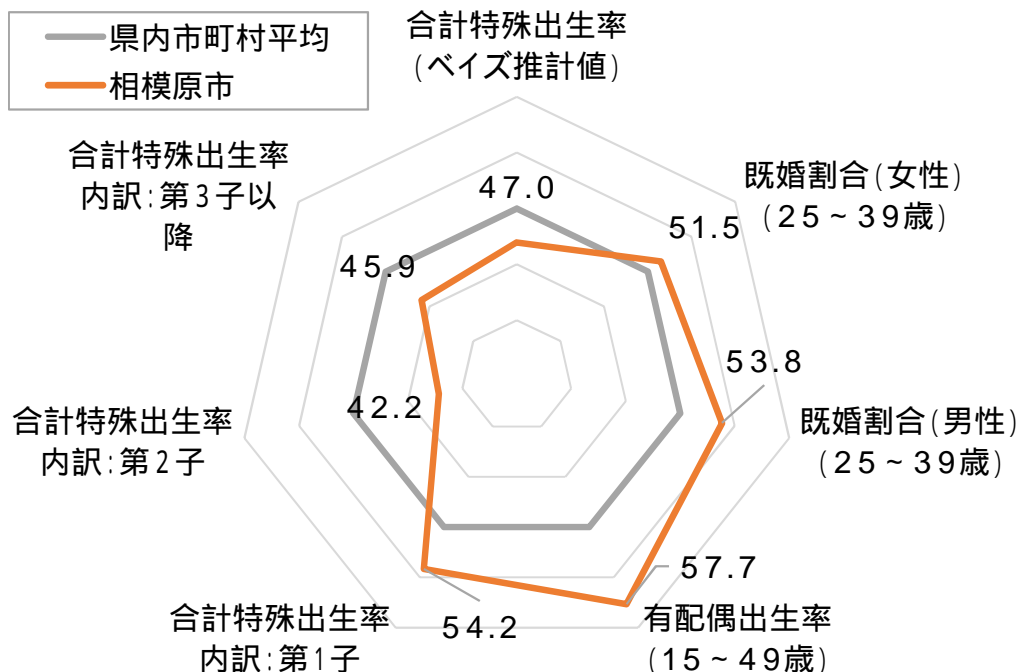 県内市町村平均
相模原市
合計特殊出生率
(ベイズ推計値)
47.0
既婚割合(女性)
(25~39歳)
51.5
既婚割合(男性)
(25~39歳)
53.8
有配偶出生率
(15~49歳)
57.7
合計特殊出生率
内訳:第1子
54.2
合計特殊出生率
内訳:第2子
42.2
合計特殊出生率
内訳:第3子以
降
45.9